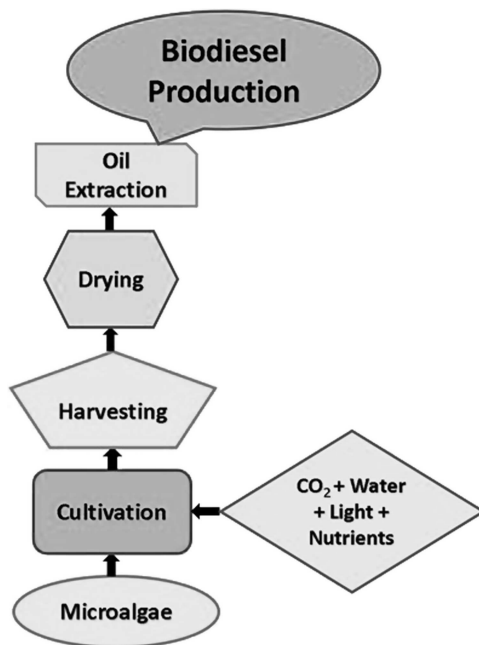 Biodiesel
Production
Oil
Extraction
Drying
Harvesting
Cultivation
CO₂ + Water
+ Light +
Nutrients
Microalgae